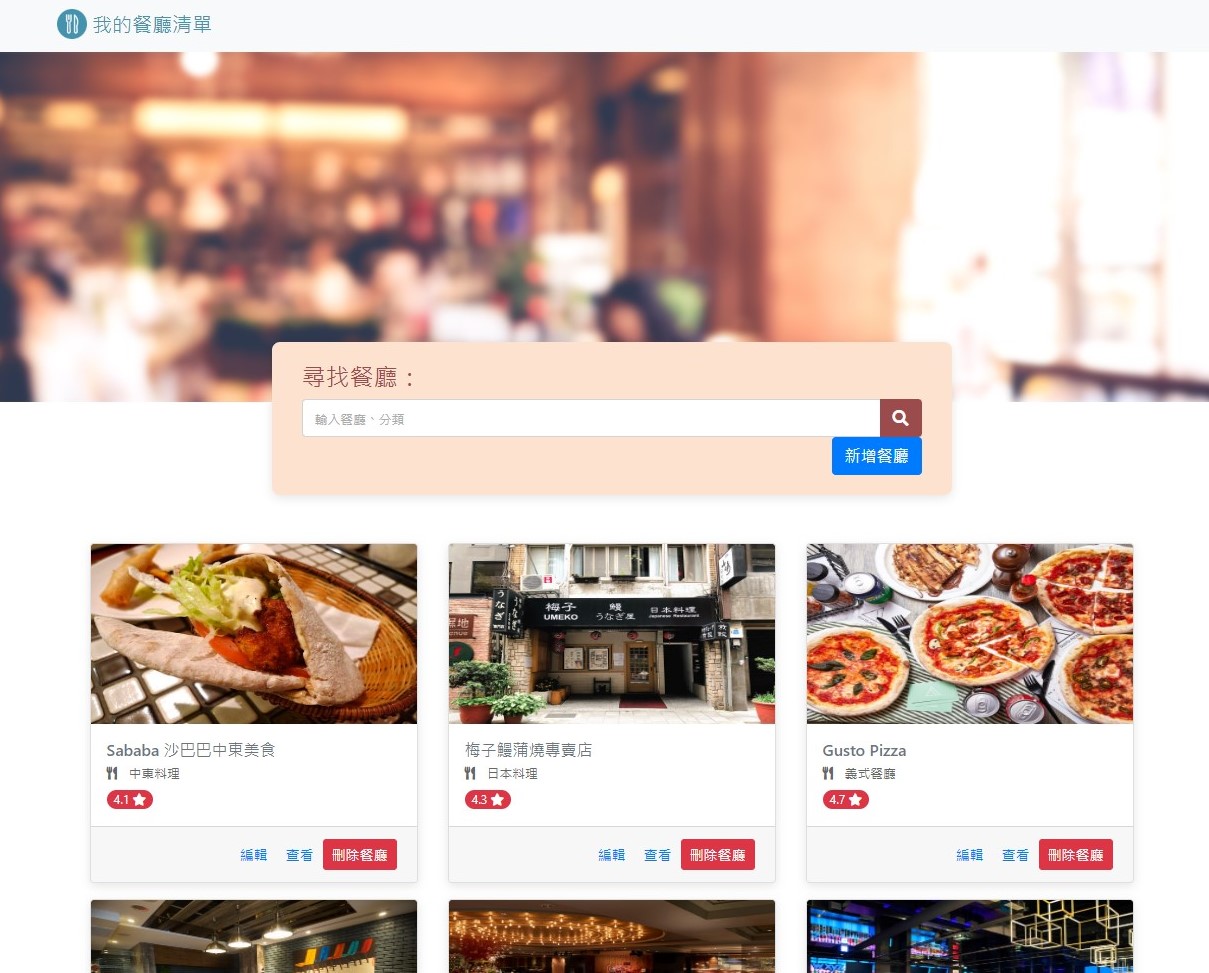 我的餐廳清單
尋找餐廳：
輸入餐廳、分類
新增餐廳
梅子
UMEKO
鰻
うなぎ屋
日本料理
Japanese Restaurant
うなぎ
Sababa 沙巴巴中東美食
中東料理
4.1
編輯 查看 刪除餐廳
梅子鰻蒲燒專賣店
日本料理
4.3
編輯 查看 刪除餐廳
Gusto Pizza
義式餐廳
4.7
編輯 查看 刪除餐廳